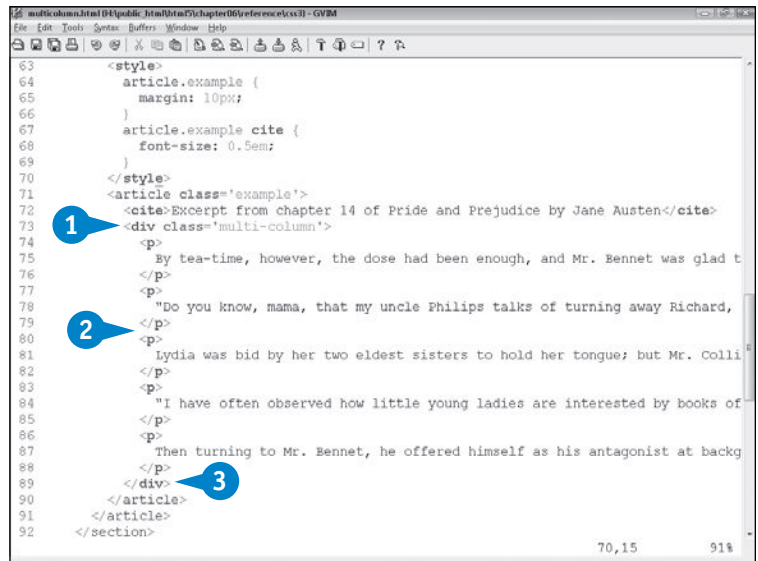 multicolumn.html (H:\public_html\html5\chapter06\reference\css3) - GVIM
File Edit Tools Syntax Buffers Window Help
63 <style>
64 article.example {
65 margin: 10px;
66 }
67 article.example cite {
68 font-size: 0.5em;
69 }
70 </style>
71 <article class='example'>
72 <cite>Excerpt from chapter 14 of Pride and Prejudice by Jane Austen</cite>
1 73 <div class='multi-column'>
74 <p>
75 By tea-time, however, the dose had been enough, and Mr. Bennet was glad t
76 </p>
77 <p>
78 "Do you know, mama, that my uncle Philips talks of turning away Richard,
79 </p>
2
80 <p>
81 Lydia was bid by her two eldest sisters to hold her tongue; but Mr. Colli
82 </p>
83 <p>
84 "I have often observed how little young ladies are interested by books of
85 </p>
86 <p>
87 Then turning to Mr. Bennet, he offered himself as his antagonist at backg
88 </p>
89 </div> 3
90 </article>
91 </article>
92 </section>
70,15 91%